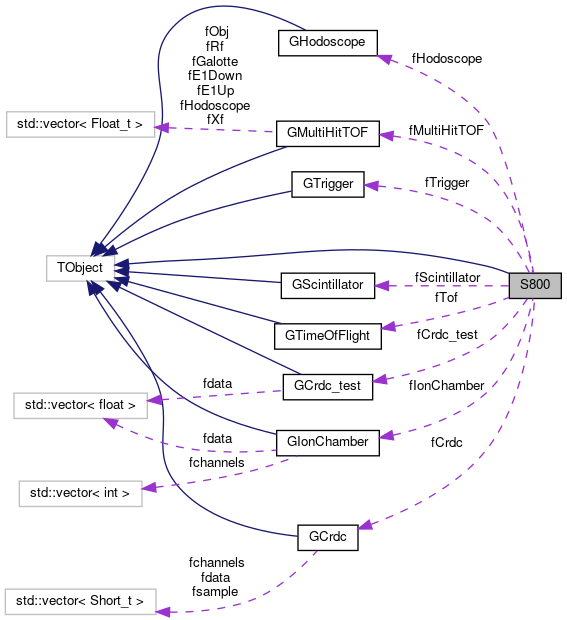 GHodoscope
fHodoscope
fObj
fRf
fGalotte
fE1Down
fE1Up
fHodoscope
fXf
std::vector< Float_t >
GMultiHitTOF
fMultiHitTOF
GTrigger
fTrigger
TObject
GScintillator
fScintillator
S800
fTof
GTimeOfFlight
fCrdc_test
GCrdc_test
fdata
std::vector< float >
fIonChamber
GIonChamber
fdata
fchannels
std::vector< int >
fCrdc
GCrdc
fchannels
fdata
fsample
std::vector< Short_t >